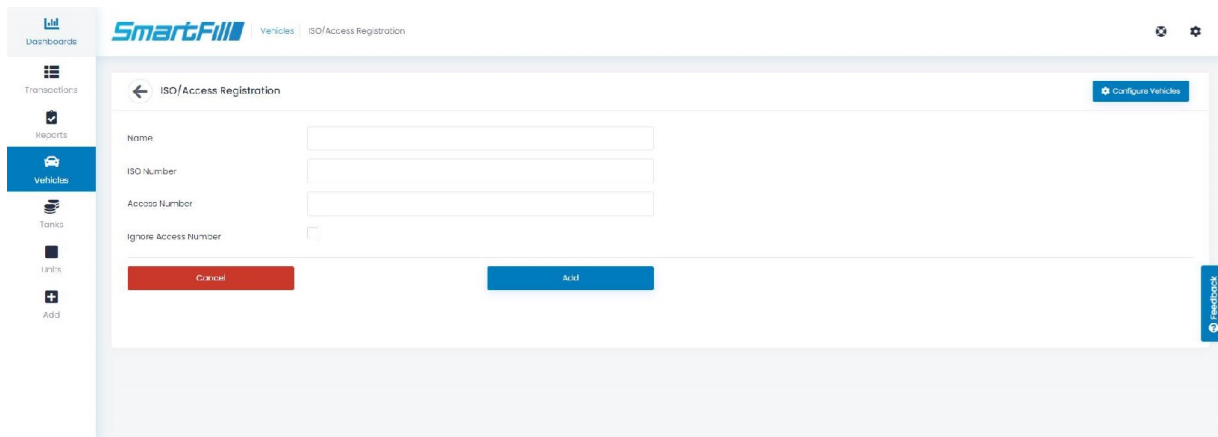 Dashboards
SmartFill
Vehicles
ISO/Access Registration
Transactions
Reports
Vehicles
Tanks
Units
Add
ISO/Access Registration
Configure Vehicles
Name
ISO Number
Access Number
Ignore Access Number
Cancel
Add
Feedback